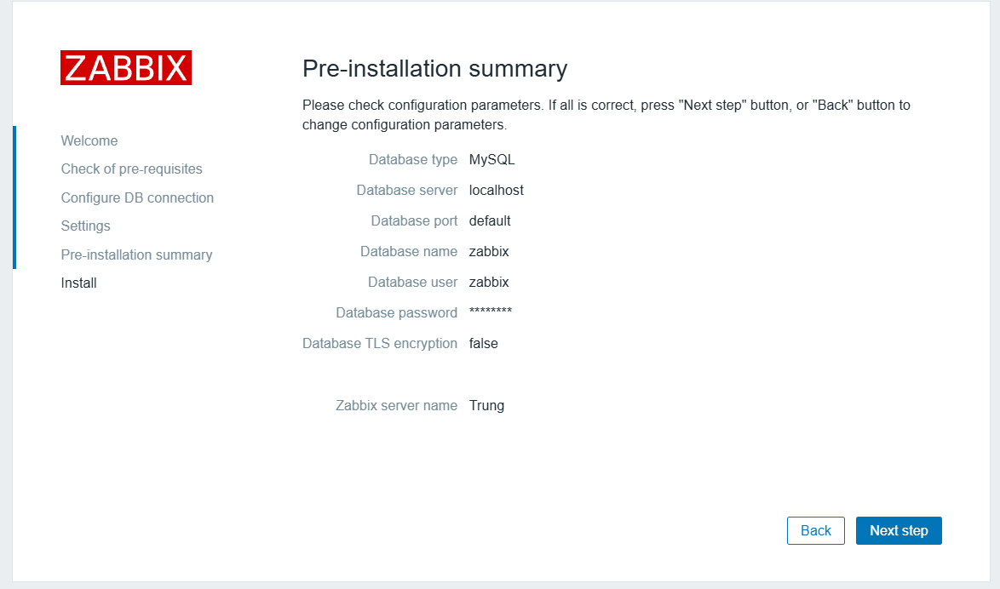 ZABBIX
Pre-installation summary
Please check configuration parameters. If all is correct, press "Next step" button, or "Back" button to
change configuration parameters.
Welcome
Check of pre-requisites
Configure DB connection
Settings
Pre-installation summary
Install
Database type MySQL
Database server localhost
Database port default
Database name zabbix
Database user zabbix
Database password ********
Database TLS encryption false
Zabbix server name Trung
Back Next step